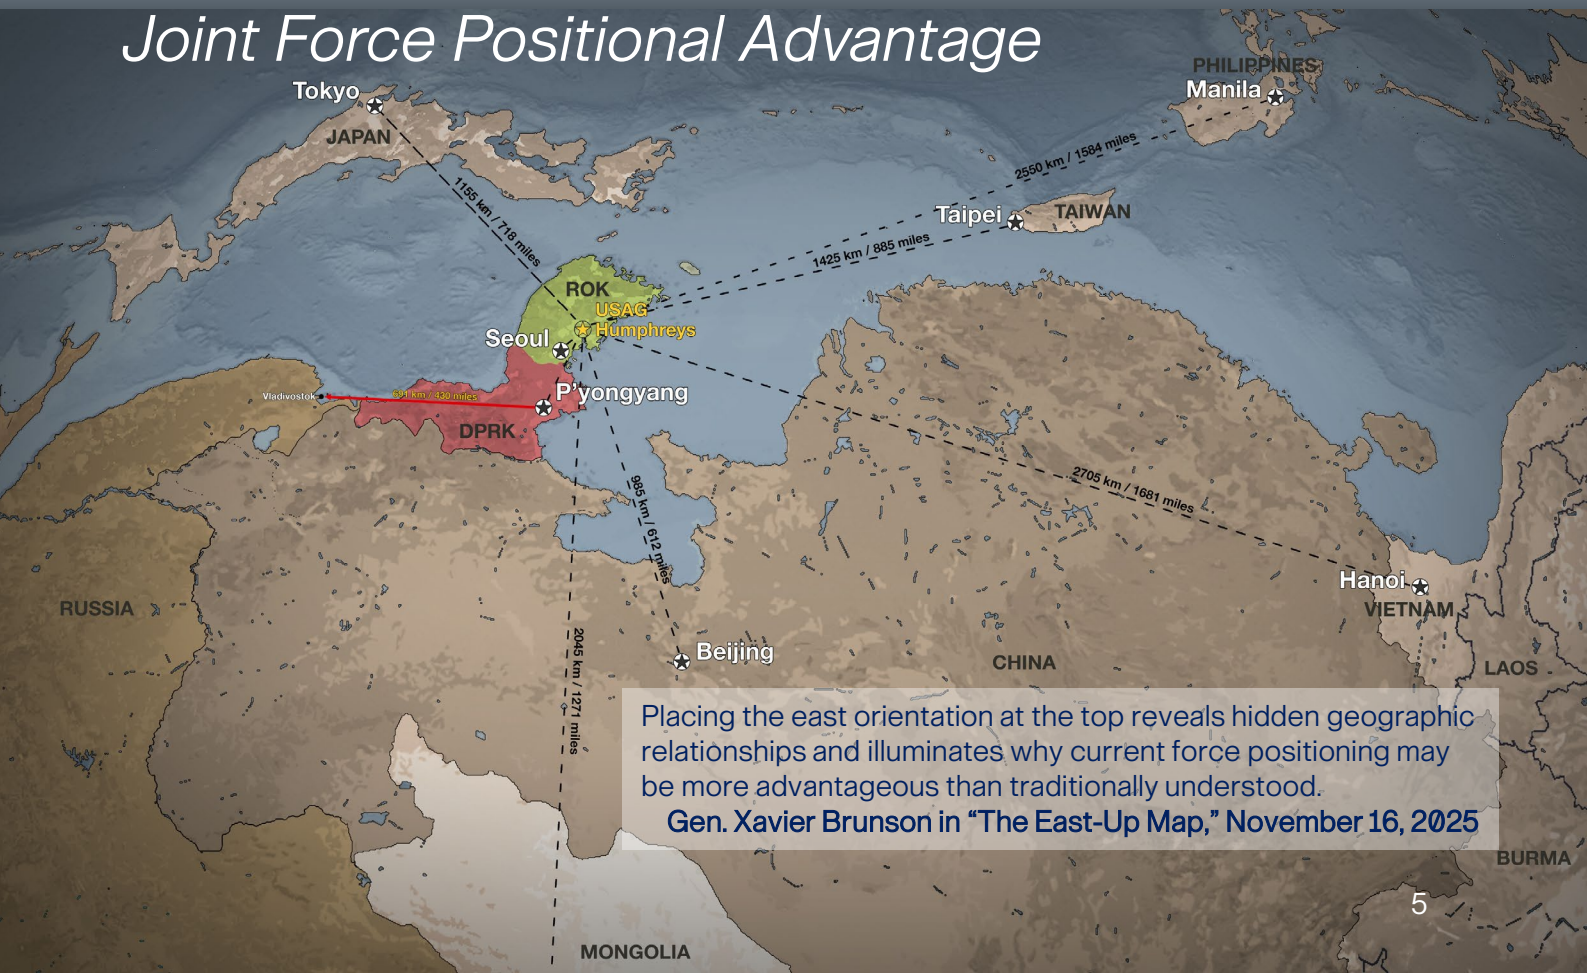 Joint Force Positional Advantage
PHILIPPINES
Manila
Tokyo
JAPAN
2550 km / 1584 miles
1155 km / 718 miles
Taipei
TAIWAN
1425 km / 885 miles
ROK
USAG
Humphreys
Seoul
P'yongyang
Vladivostok
691 km / 430 miles
DPRK
2705 km / 1681 miles
985 km / 612 miles
Hanoi
VIETNAM
RUSSIA
2045 km / 1271 miles
Beijing
CHINA
LAOS
Placing the east orientation at the top reveals hidden geographic
relationships and illuminates why current force positioning may
be more advantageous than traditionally understood.
Gen. Xavier Brunson in “The East-Up Map,” November 16, 2025
BURMA
5
MONGOLIA